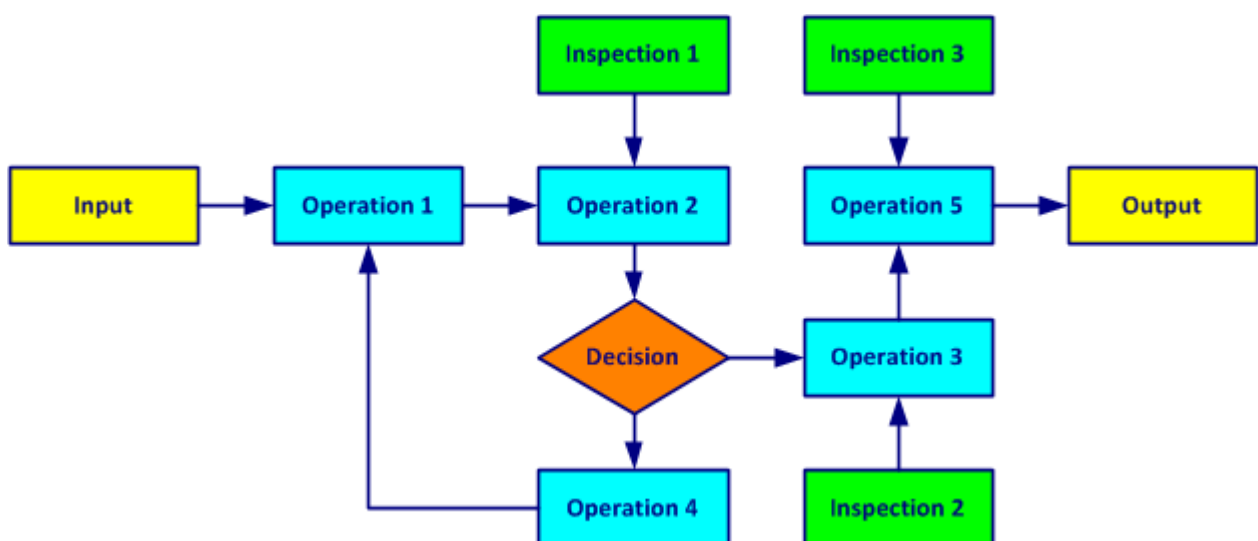 Inspection 1
Inspection 3
Input
Operation 1
Operation 2
Operation 5
Output
Decision
Operation 3
Operation 4
Inspection 2